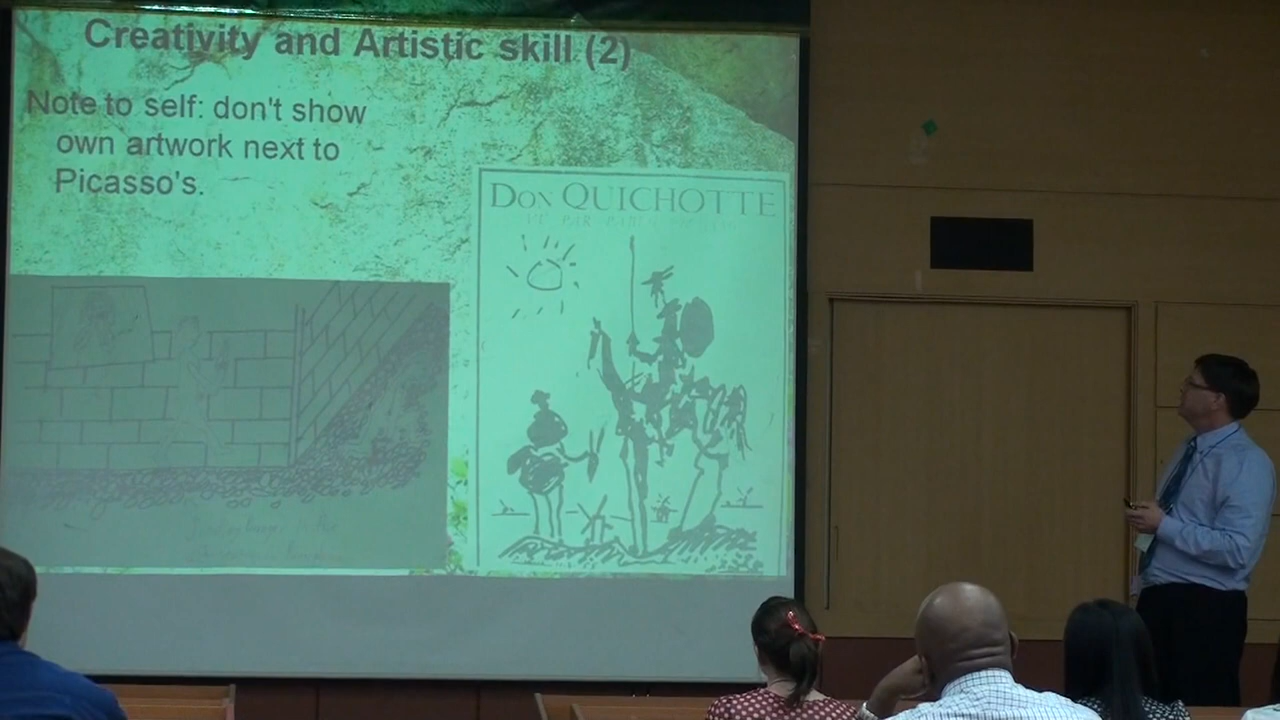 Creativity and Artistic skill (2)
Note to self: don't show
own artwork next to
Picasso's.
Don QUICHOTTE